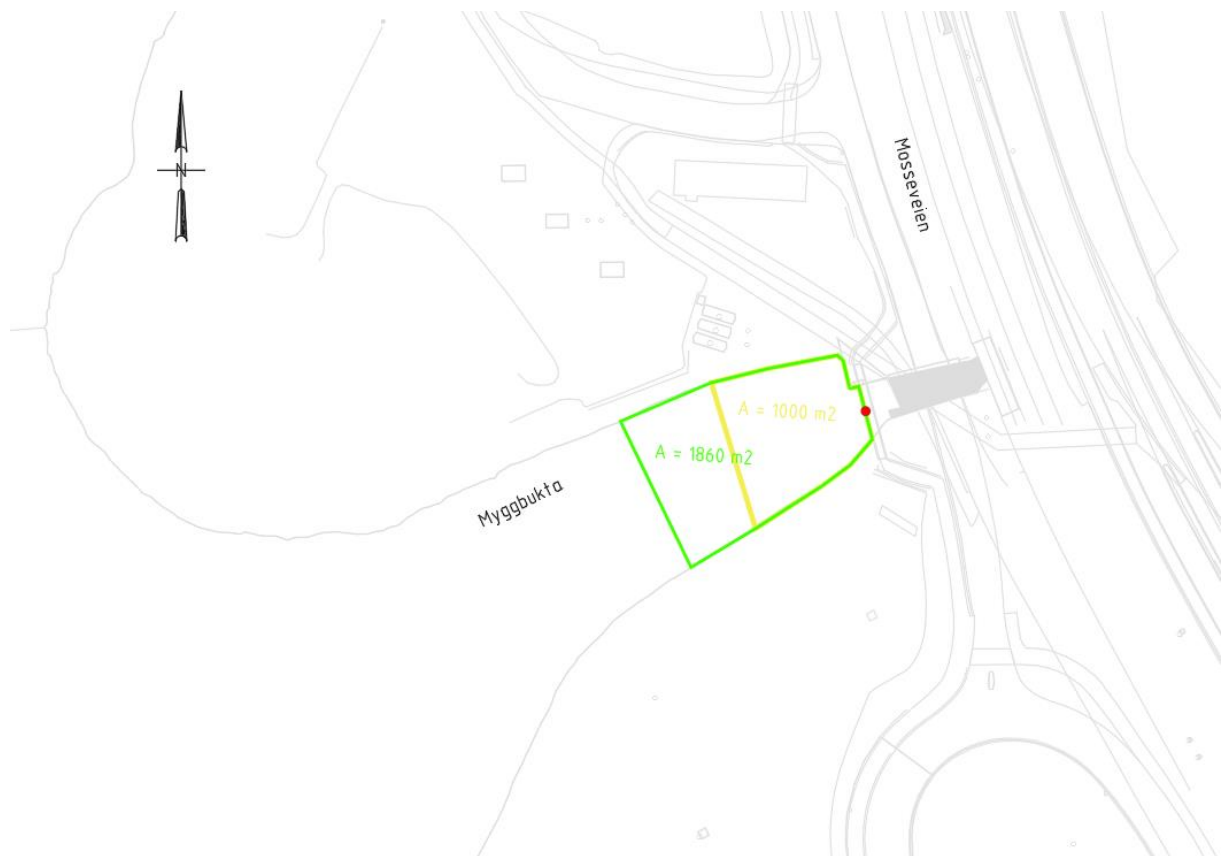 N
Mosseveien
A = 1000 m2
A = 1860 m2
Myggbukta